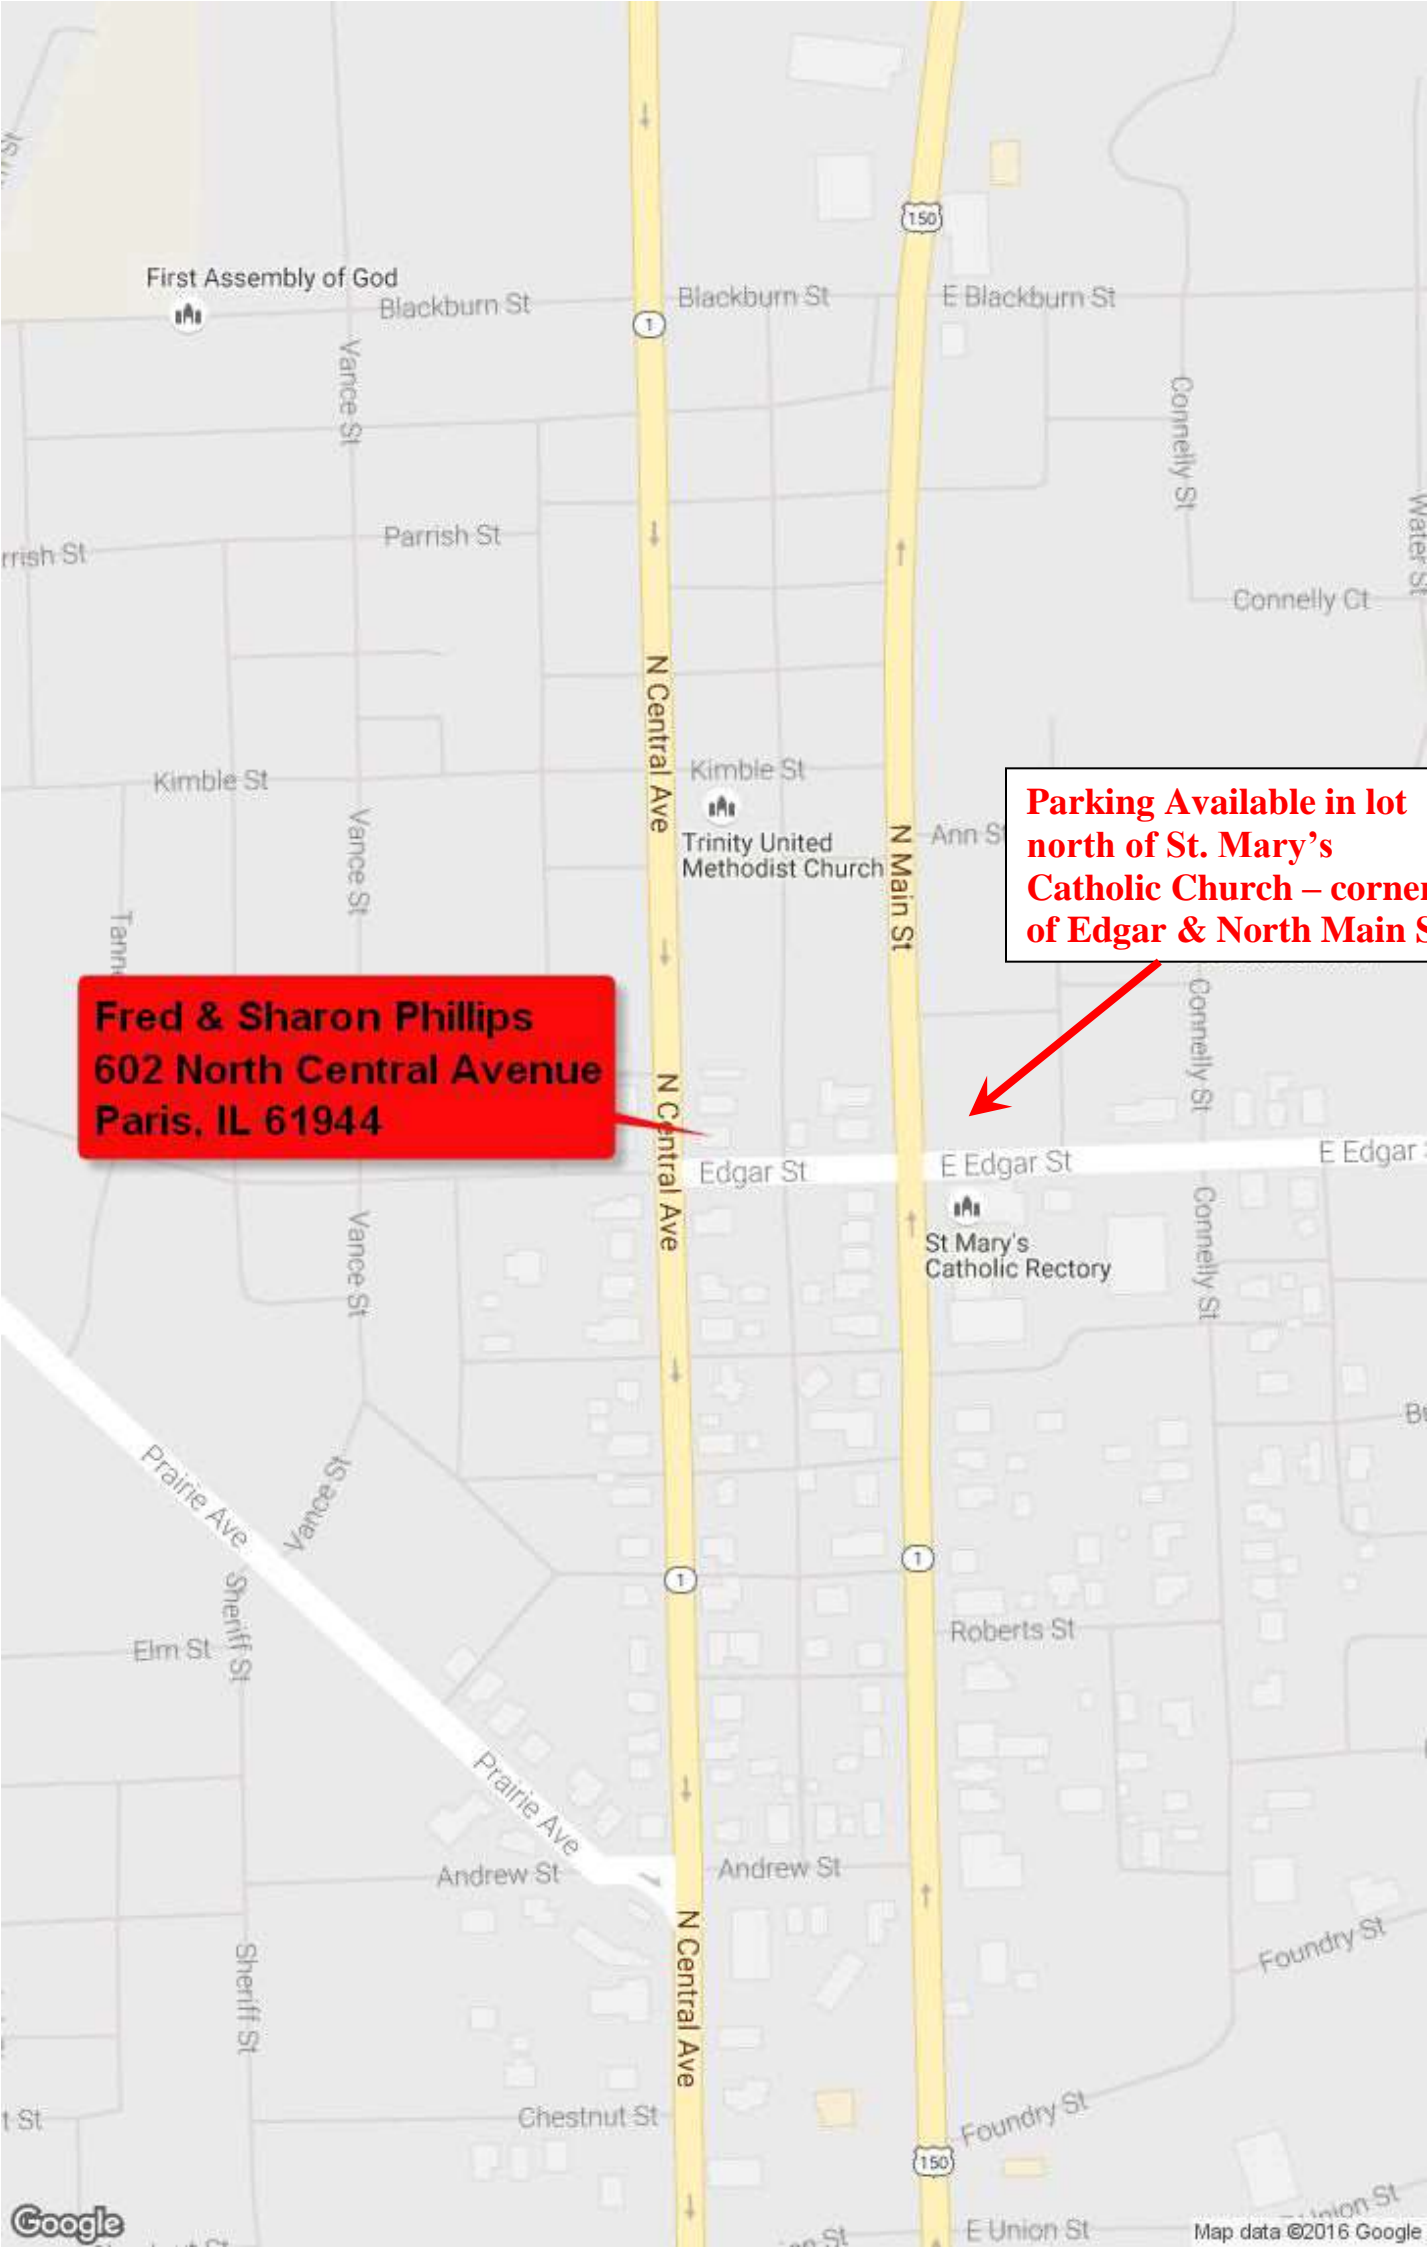 150
First Assembly of God
Blackburn St
Blackburn St
E Blackburn St
1
Vance St
Connelly St
Water St
Parrish St
rrish St
Connelly Ct
N Central Ave
Kimble St
Kimble St
Trinity United
Methodist Church
Vance St
N Main St
Ann S
Parking Available in lot
north of St. Mary's
Catholic Church – corner
of Edgar & North Main S
Tanne
Fred & Sharon Phillips
602 North Central Avenue
Paris, IL 61944
Connelly St
N Central Ave
Edgar St
E Edgar St
E Edgar
St Mary's
Catholic Rectory
Vance St
Connelly St
Prairie Ave
Vance St
Sheriff St
1
1
Elm St
Roberts St
Prairie Ave
Andrew St
Andrew St
N Central Ave
Sheriff St
Foundry St
Chestnut St
t St
Foundry St
150
Google
E Union St
Map data ©2016 Google